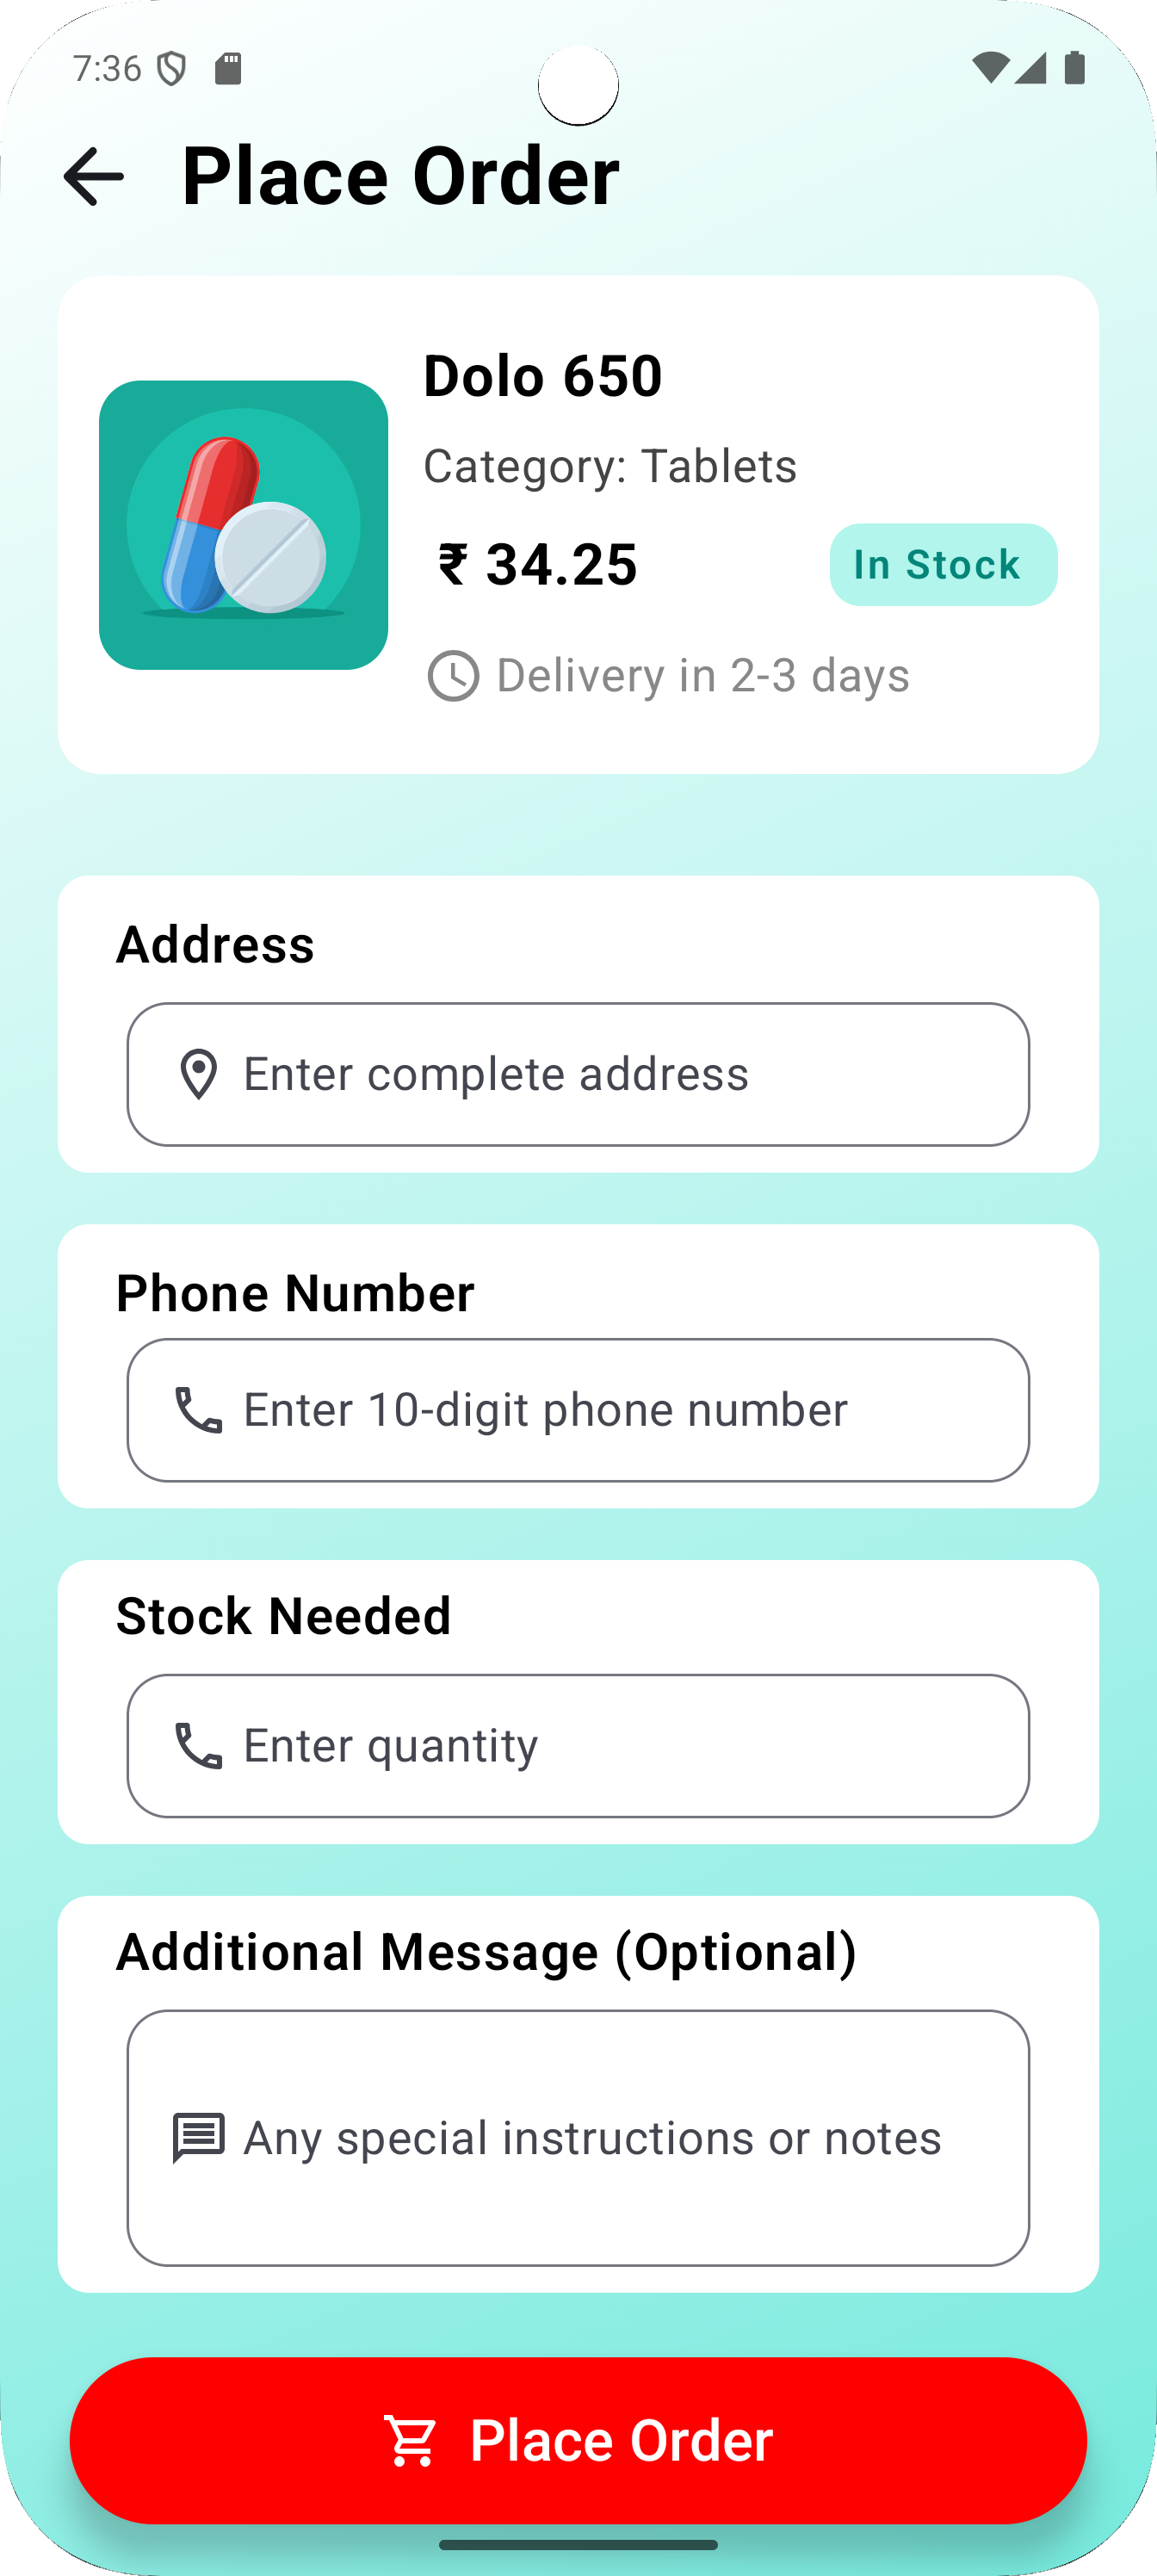 7:36
Place Order
Dolo 650
Category: Tablets
₹ 34.25
In Stock
Delivery in 2-3 days
Address
Enter complete address
Phone Number
Enter 10-digit phone number
Stock Needed
Enter quantity
Additional Message (Optional)
Any special instructions or notes
Place Order